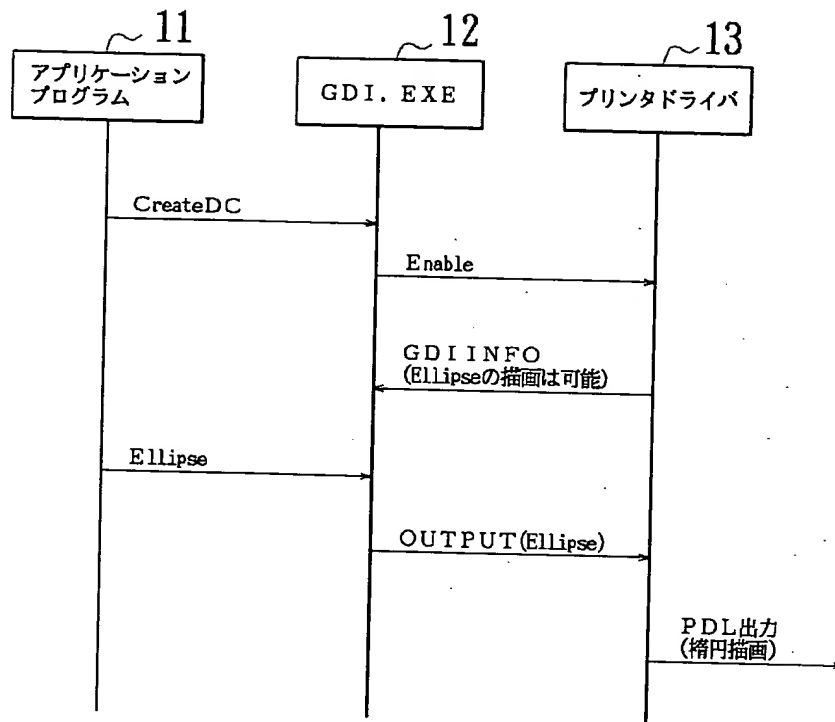 11
12
13
アプリケーション
プログラム
GDI. EXE
プリンタドライバ
CreateDC
Enable
GDIINFO
(Ellipseの描画は可能)
Ellipse
OUTPUT(Ellipse)
PDL出力
(楕円描画)